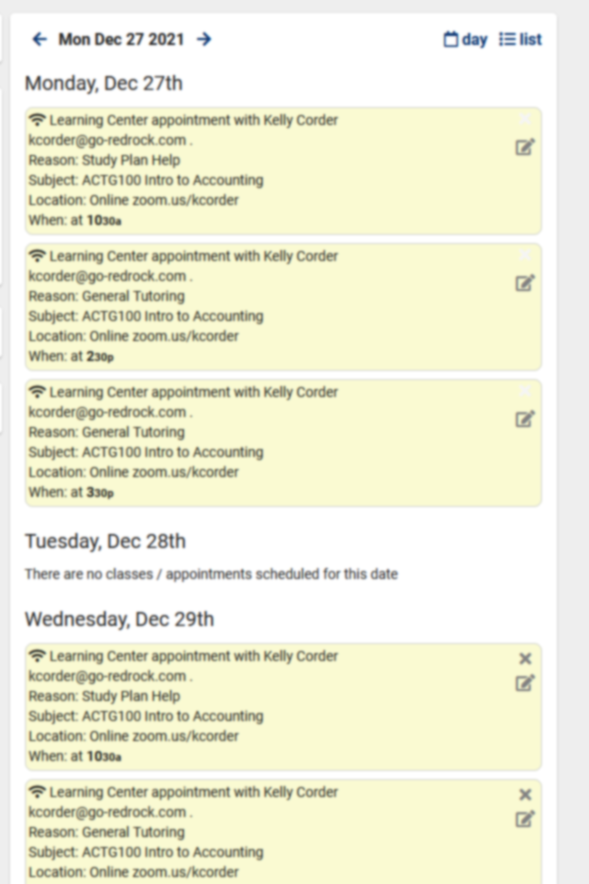 Mon Dec 27 2021
day list
Monday, Dec 27th
Learning Center appointment with Kelly Corder
kcorder@go-redrock.com .
Reason: Study Plan Help
Subject: ACTG100 Intro to Accounting
Location: Online zoom.us/kcorder
When: at 1030a
Learning Center appointment with Kelly Corder
kcorder@go-redrock.com .
Reason: General Tutoring
Subject: ACTG100 Intro to Accounting
Location: Online zoom.us/kcorder
When: at 230p
Learning Center appointment with Kelly Corder
kcorder@go-redrock.com .
Reason: General Tutoring
Subject: ACTG100 Intro to Accounting
Location: Online zoom.us/kcorder
When: at 330p
Tuesday, Dec 28th
There are no classes / appointments scheduled for this date
Wednesday, Dec 29th
Learning Center appointment with Kelly Corder
kcorder@go-redrock.com .
Reason: Study Plan Help
Subject: ACTG100 Intro to Accounting
Location: Online zoom.us/kcorder
When: at 1030a
Learning Center appointment with Kelly Corder
kcorder@go-redrock.com .
Reason: General Tutoring
Subject: ACTG100 Intro to Accounting
Location: Online zoom.us/kcorder